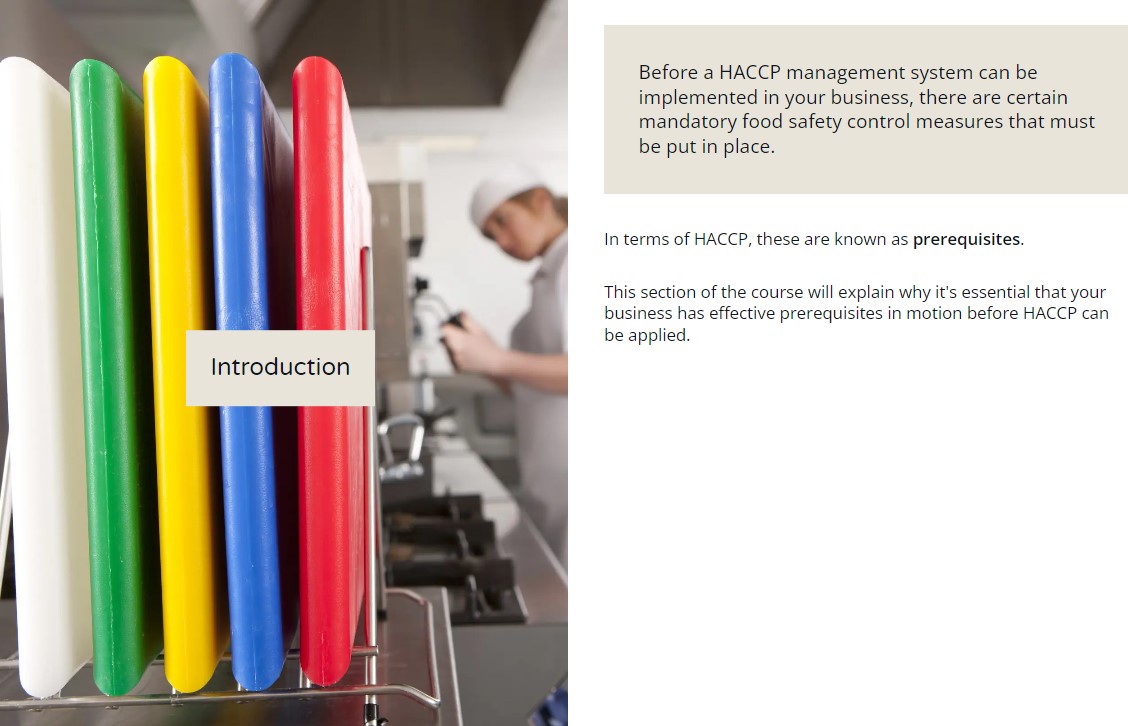 Introduction
Before a HACCP management system can be
implemented in your business, there are certain
mandatory food safety control measures that must
be put in place.
In terms of HACCP, these are known as prerequisites.
This section of the course will explain why it's essential that your
business has effective prerequisites in motion before HACCP can
be applied.